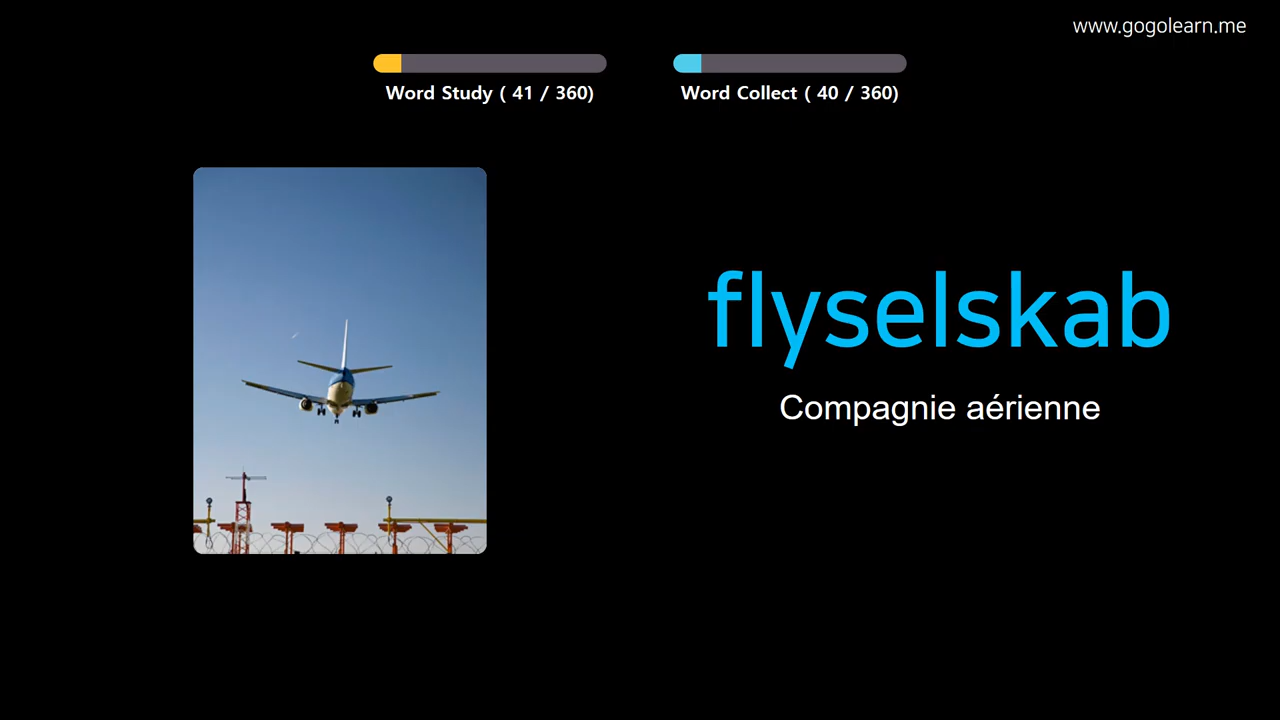 www.gogolearn.me
Word Study ( 41 / 360)
Word Collect ( 40 / 360)
flyselskab
Compagnie aérienne